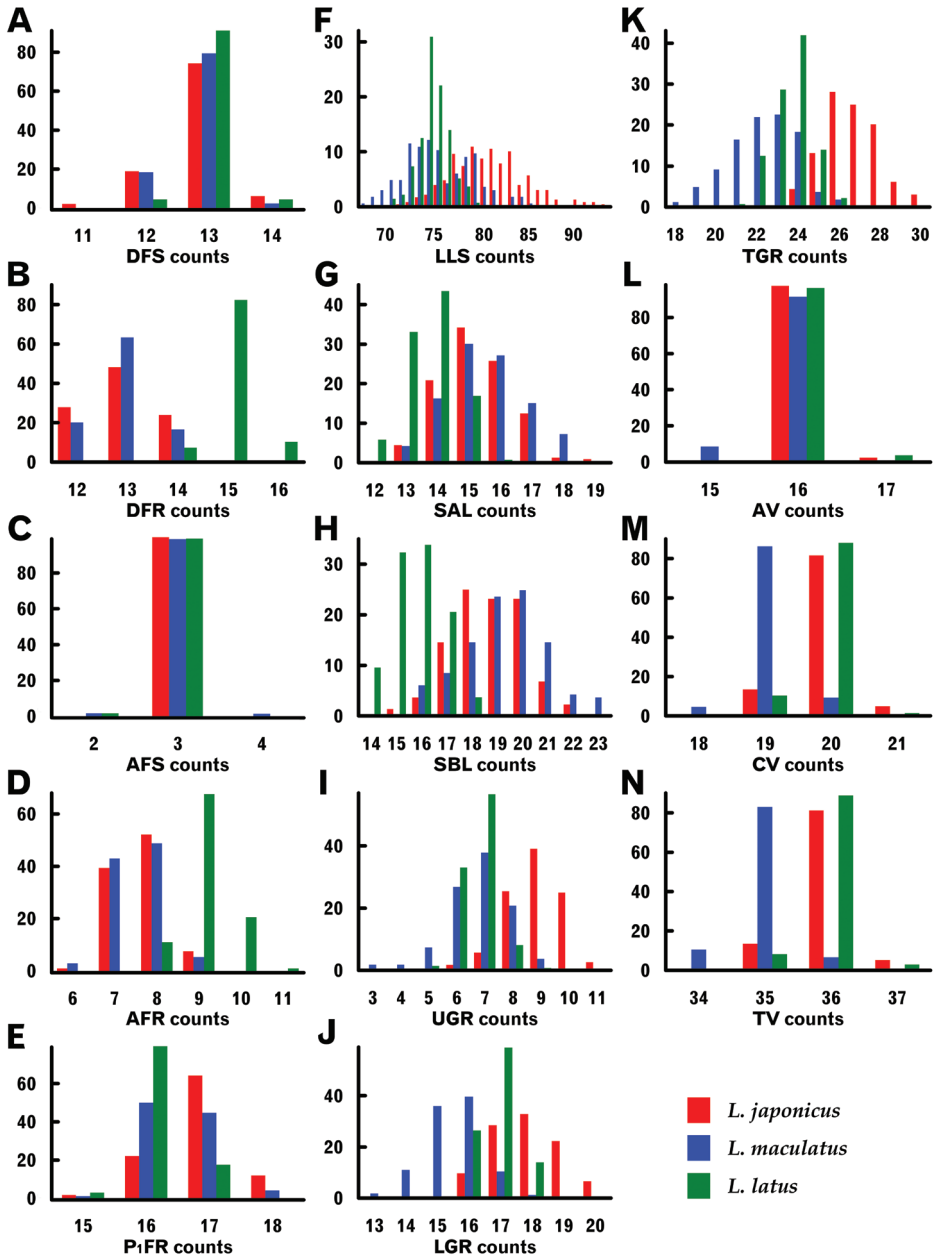 A
80
60
40
20
0
11 12 13 14
DFS counts
B
80
60
40
20
0
12 13 14 15 16
DFR counts
C
80
60
40
20
0
2 3 4
AFS counts
D
60
40
20
0
6 7 8 9 10 11
AFR counts
E
80
60
40
20
0
15 16 17 18
P₁FR counts
F
30
20
10
0
70 75 80 85 90
LLS counts
G
40
30
20
10
0
12 13 14 15 16 17 18 19
SAL counts
H
30
20
10
0
14 15 16 17 18 19 20 21 22 23
SBL counts
I
40
20
0
3 4 5 6 7 8 9 10 11
UGR counts
J
40
20
0
13 14 15 16 17 18 19 20
LGR counts
K
40
30
20
10
0
18 20 22 24 26 28 30
TGR counts
L
80
60
40
20
0
15 16 17
AV counts
M
80
60
40
20
0
18 19 20 21
CV counts
N
80
60
40
20
0
34 35 36 37
TV counts
L. japonicus
L. maculatus
L. latus